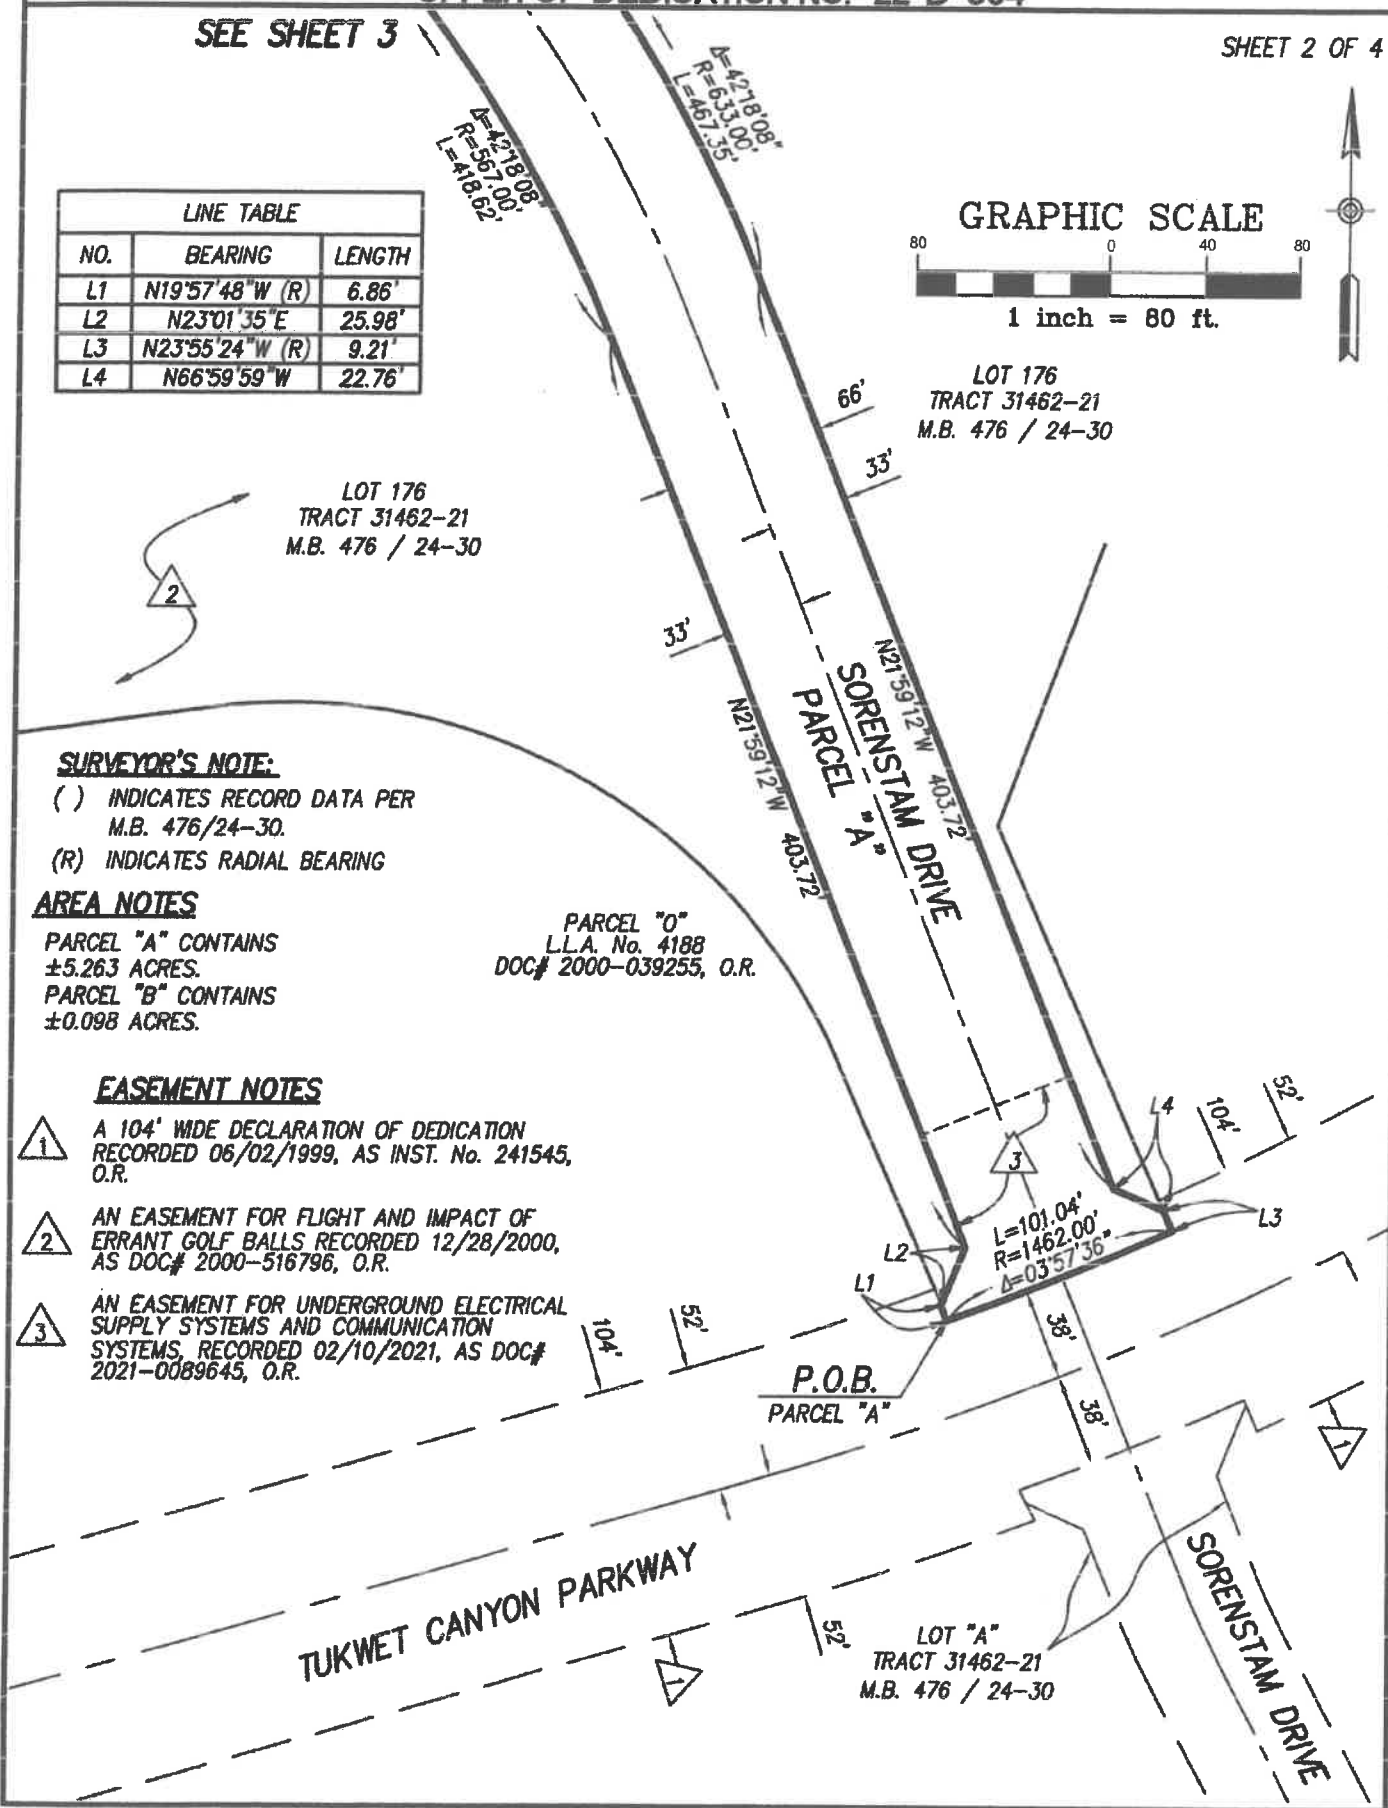 SEE SHEET 3
SHEET 2 OF 4
Δ=42°18'08"
R=633.00'
L=467.35'
Δ=42°18'08"
R=567.00'
L=418.62'
LINE TABLE
NO. BEARING LENGTH
L1 N19°57'48"W (R) 6.86'
L2 N23°01'35"E 25.98'
L3 N23°55'24"W (R) 9.21'
L4 N66°59'59"W 22.76'
GRAPHIC SCALE
80 0 40 80
1 inch = 80 ft.
LOT 176
TRACT 31462-21
M.B. 476 / 24-30
66'
33'
LOT 176
TRACT 31462-21
M.B. 476 / 24-30
2
33'
N21°59'12"W 403.72'
SORENSTAM DRIVE
PARCEL "A"
N21°59'12"W 403.72'
SURVEYOR'S NOTE:
( ) INDICATES RECORD DATA PER
M.B. 476/24-30.
(R) INDICATES RADIAL BEARING
AREA NOTES
PARCEL "A" CONTAINS
±5.263 ACRES.
PARCEL "B" CONTAINS
±0.098 ACRES.
PARCEL "O"
L.L.A. No. 4188
DOC# 2000-039255, O.R.
EASEMENT NOTES
1 A 104' WIDE DECLARATION OF DEDICATION
RECORDED 06/02/1999, AS INST. No. 241545,
O.R.
2 AN EASEMENT FOR FLIGHT AND IMPACT OF
ERRANT GOLF BALLS RECORDED 12/28/2000,
AS DOC# 2000-516796, O.R.
3 AN EASEMENT FOR UNDERGROUND ELECTRICAL
SUPPLY SYSTEMS AND COMMUNICATION
SYSTEMS, RECORDED 02/10/2021, AS DOC#
2021-0089645, O.R.
L4
104'
52'
3
L3
L=101.04'
R=1462.00'
Δ=03°57'36"
L2
L1
104'
52'
38'
38'
P.O.B.
PARCEL "A"
1
TUKWET CANYON PARKWAY
1
52'
LOT "A"
TRACT 31462-21
M.B. 476 / 24-30
SORENSTAM DRIVE